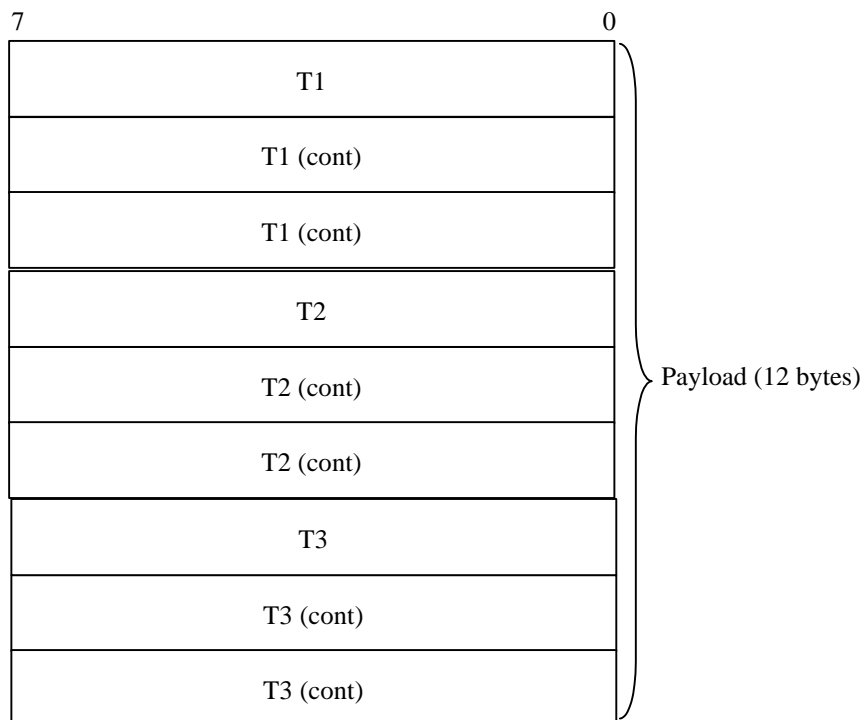 7 0
T1
T1 (cont)
T1 (cont)
T2
T2 (cont)
Payload (12 bytes)
T2 (cont)
T3
T3 (cont)
T3 (cont)